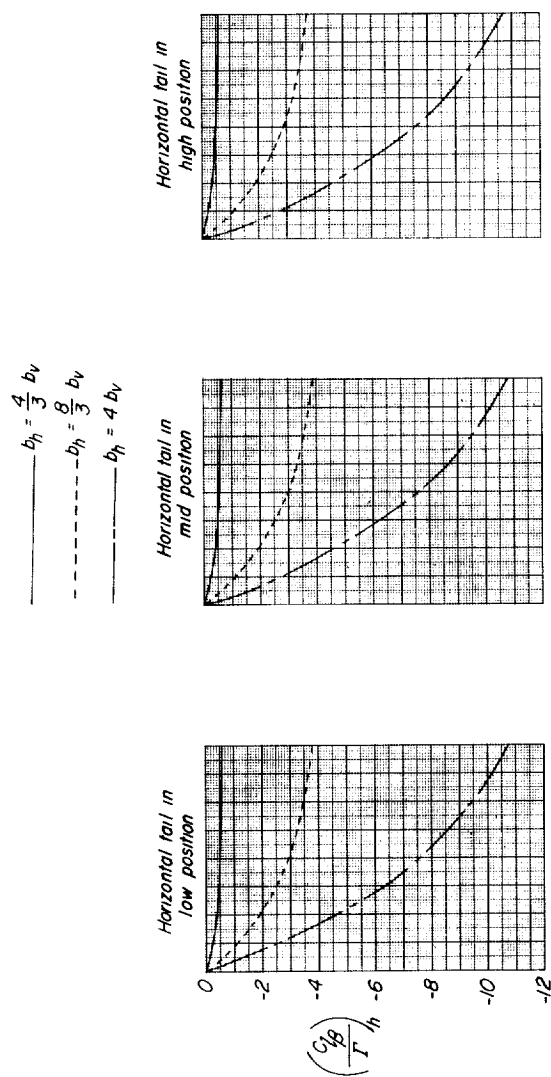 b_h = 4/3 b_v
b_h = 8/3 b_v
b_h = 4 b_v
Horizontal tail in
low position
Horizontal tail in
mid position
Horizontal tail in
high position
0
-2
-4
-6
-8
-10
-12
(C_lβ/Γ)_h